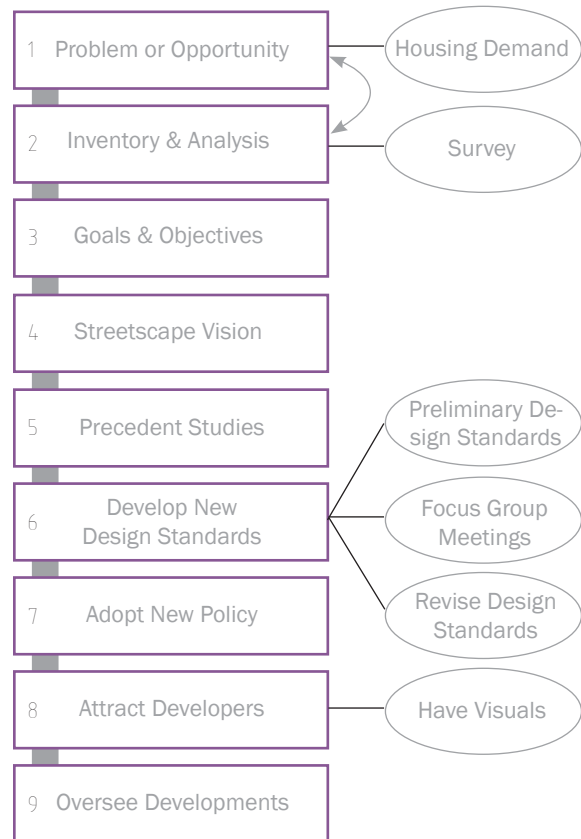 1 Problem or Opportunity
Housing Demand
2 Inventory & Analysis
Survey
3 Goals & Objectives
4 Streetscape Vision
5 Precedent Studies
Preliminary De-
sign Standards
6 Develop New
Design Standards
Focus Group
Meetings
7 Adopt New Policy
Revise Design
Standards
8 Attract Developers
Have Visuals
9 Oversee Developments